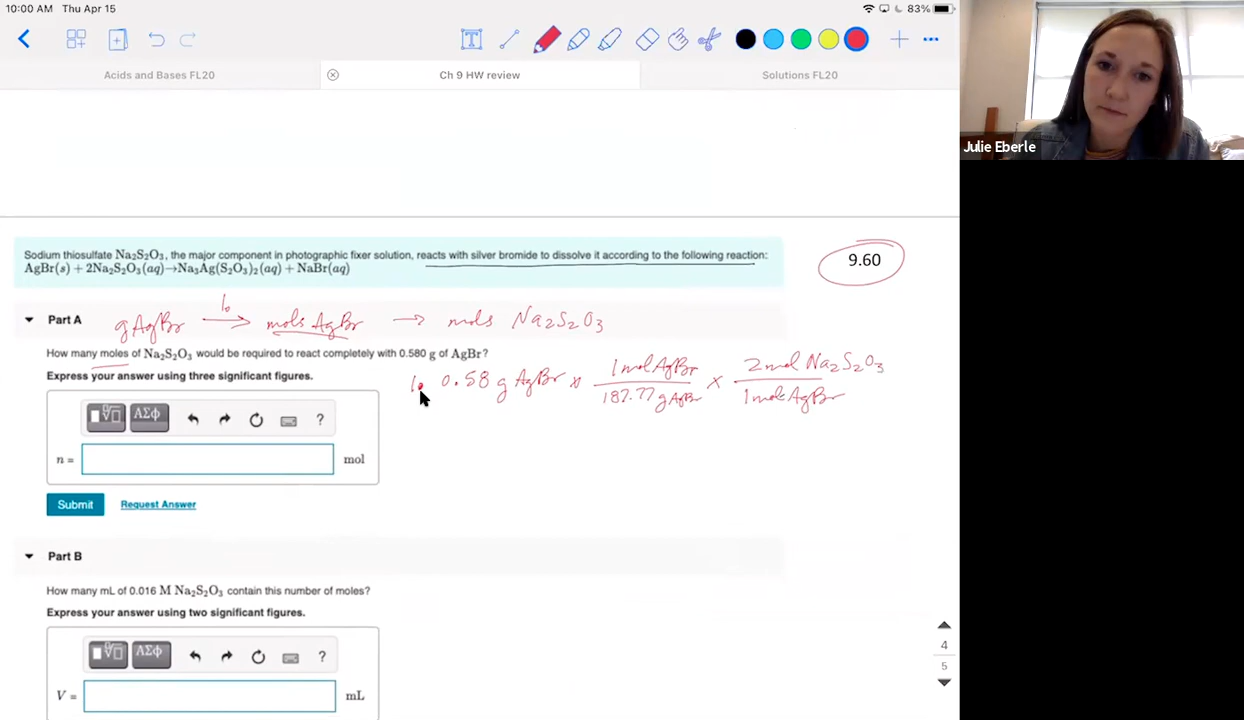 10:00 AM Thu Apr 15
83%
T
Acids and Bases FL20
Ch 9 HW review
Solutions FL20
Julie Eberle
Sodium thiosulfate Na₂S₂O₃, the major component in photographic fixer solution, reacts with silver bromide to dissolve it according to the following reaction:
AgBr(s) + 2Na₂S₂O₃(aq)→Na₃Ag(S₂O₃)₂(aq) + NaBr(aq)
9.60
Part A
g AgBr 1. → mols AgBr → mols Na₂S₂O₃
How many moles of Na₂S₂O₃ would be required to react completely with 0.580 g of AgBr?
Express your answer using three significant figures.
1. 0.58 g AgBr × 1 mol AgBr / 187.77 g AgBr × 2 mol Na₂S₂O₃ / 1 mole AgBr
√ ΑΣΦ ?
n = mol
Submit Request Answer
Part B
How many mL of 0.016 M Na₂S₂O₃ contain this number of moles?
Express your answer using two significant figures.
√ ΑΣΦ ?
V = mL
4
5